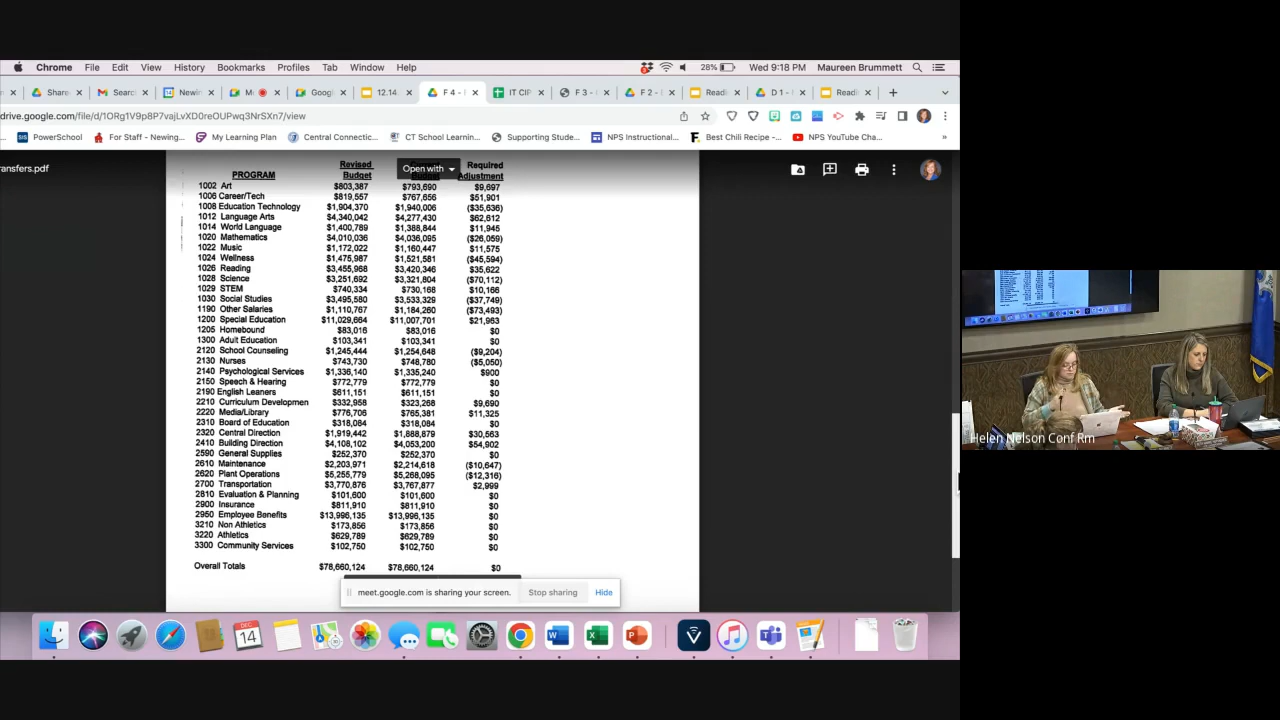 Chrome File Edit View History Bookmarks Profiles Tab Window Help 28% Wed 9:18 PM Maureen Brummett
Share Searc Newin M Googl 12.14 F 4 - IT CIP F 3 - F 2 - Readi D 1 - Readi
drive.google.com/file/d/1ORg1V9p8P7vajLvXD0reOUPwq3NrSXn7/view
PowerSchool For Staff - Newing... My Learning Plan Central Connectic... CT School Learnin... Supporting Stude... NPS Instructional... Best Chili Recipe -... NPS YouTube Cha... »
ansfers.pdf
Open with
Revised Required
PROGRAM Budget Budget Adjustment
1002 Art $803,387 $793,690 $9,697
1006 Career/Tech $819,557 $767,656 $51,901
1008 Education Technology $1,904,370 $1,940,006 ($35,636)
1012 Language Arts $4,340,042 $4,277,430 $62,612
1014 World Language $1,400,789 $1,388,844 $11,945
1020 Mathematics $4,010,036 $4,036,095 ($26,059)
1022 Music $1,172,022 $1,160,447 $11,575
1024 Wellness $1,475,987 $1,521,581 ($45,594)
1026 Reading $3,455,968 $3,420,346 $35,622
1028 Science $3,251,692 $3,321,804 ($70,112)
1029 STEM $740,334 $730,168 $10,166
1030 Social Studies $3,495,580 $3,533,329 ($37,749)
1190 Other Salaries $1,110,767 $1,184,260 ($73,493)
1200 Special Education $11,029,664 $11,007,701 $21,963
1205 Homebound $83,016 $83,016 $0
1300 Adult Education $103,341 $103,341 $0
2120 School Counseling $1,245,444 $1,254,648 ($9,204)
2130 Nurses $743,730 $748,780 ($5,050)
2140 Psychological Services $1,336,140 $1,335,240 $900
2150 Speech & Hearing $772,779 $772,779 $0
2190 English Leaners $611,151 $611,151 $0
2210 Curriculum Developmen $332,958 $323,268 $9,690
2220 Media/Library $776,706 $765,381 $11,325
2310 Board of Education $318,084 $318,084 $0
2320 Central Direction $1,919,442 $1,888,879 $30,563
2410 Building Direction $4,108,102 $4,053,200 $54,902
2590 General Supplies $252,370 $252,370 $0
2610 Maintenance $2,203,971 $2,214,618 ($10,647)
2620 Plant Operations $5,255,779 $5,268,095 ($12,316)
2700 Transportation $3,770,876 $3,767,877 $2,999
2810 Evaluation & Planning $101,600 $101,600 $0
2900 Insurance $811,910 $811,910 $0
2950 Employee Benefits $13,996,135 $13,996,135 $0
3210 Non Athletics $173,856 $173,856 $0
3220 Athletics $629,789 $629,789 $0
3300 Community Services $102,750 $102,750 $0
Overall Totals $78,660,124 $78,660,124 $0
meet.google.com is sharing your screen. Stop sharing Hide
DEC
14
Helen Nelson Conf Rm